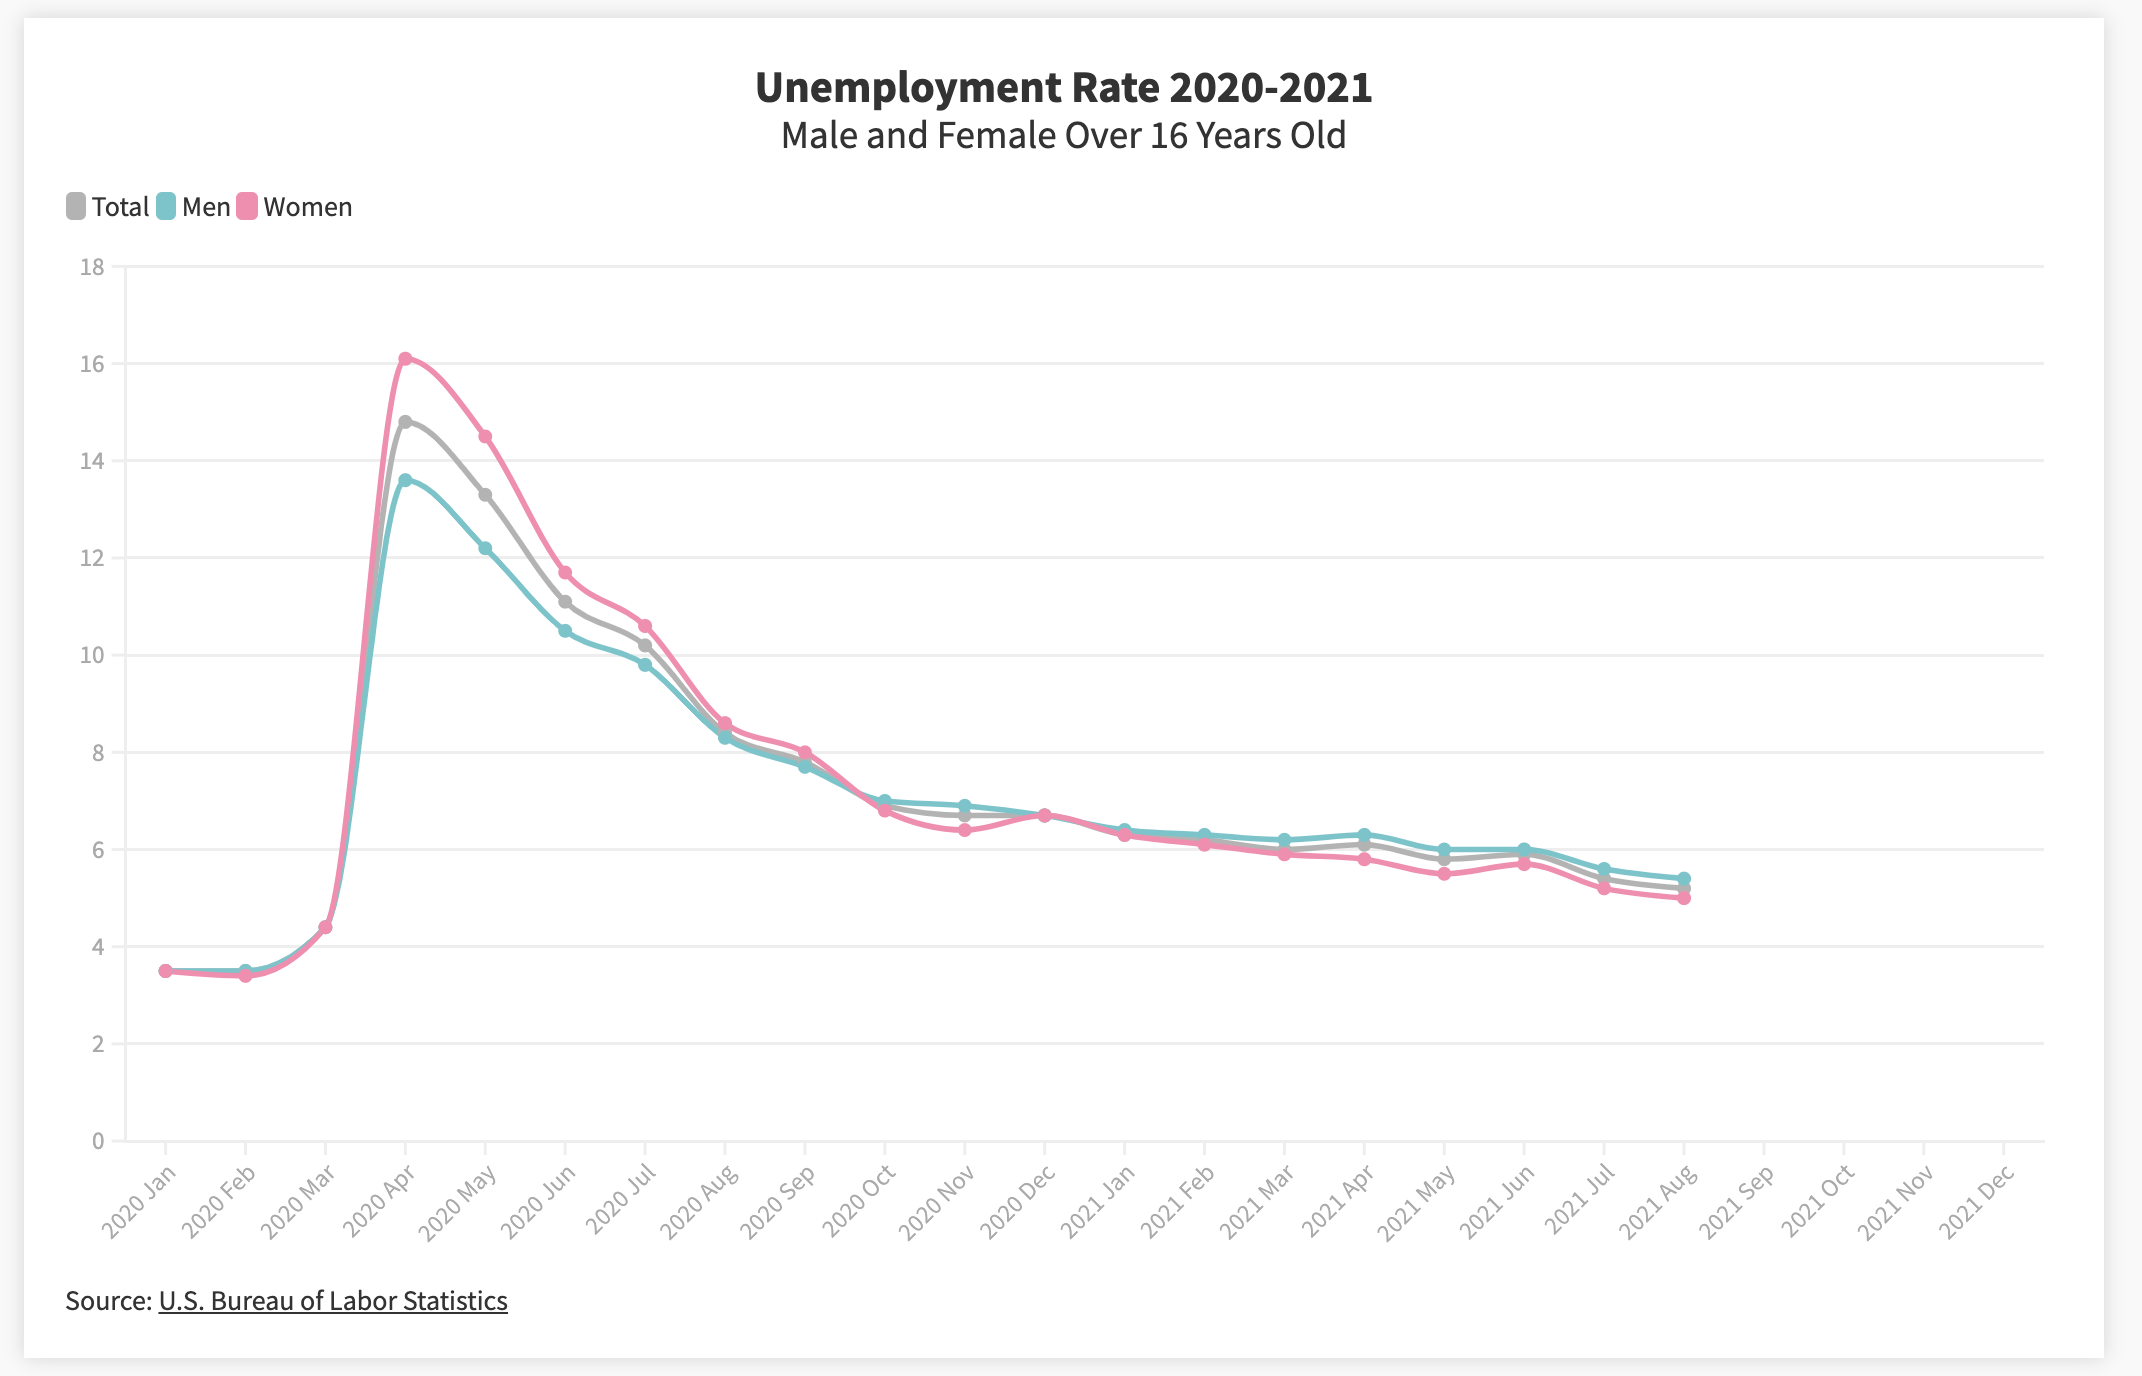 Unemployment Rate 2020-2021
Male and Female Over 16 Years Old
Total Men Women
18
16
14
12
10
8
6
4
2
0
2020 Jan
2020 Feb
2020 Mar
2020 Apr
2020 May
2020 Jun
2020 Jul
2020 Aug
2020 Sep
2020 Oct
2020 Nov
2020 Dec
2021 Jan
2021 Feb
2021 Mar
2021 Apr
2021 May
2021 Jun
2021 Jul
2021 Aug
2021 Sep
2021 Oct
2021 Nov
2021 Dec
Source: U.S. Bureau of Labor Statistics